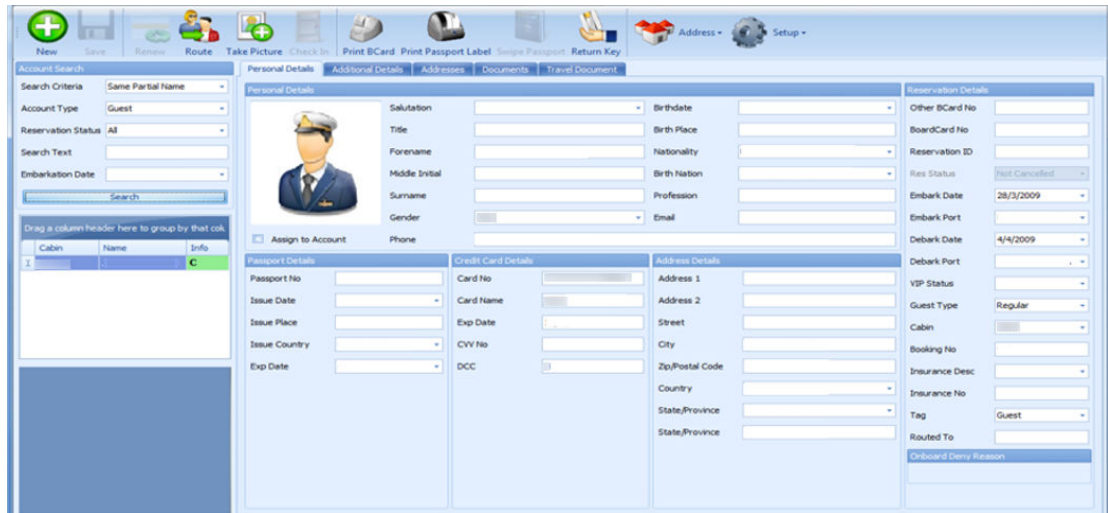 New Save Renew Route Take Picture Check In Print BCard Print Passport Label Swipe Passport Return Key Address Setup
Account Search
Search Criteria Same Partial Name
Account Type Guest
Reservation Status All
Search Text
Embarkation Date
Search
Drag a column header here to group by that colu
Cabin Name Info
C
Personal Details Additional Details Addresses Documents Travel Document
Personal Details
Salutation
Title
Forename
Middle Initial
Surname
Gender
Assign to Account
Phone
Birthdate
Birth Place
Nationality
Birth Nation
Profession
Email
Passport Details
Passport No
Issue Date
Issue Place
Issue Country
Exp Date
Credit Card Details
Card No
Card Name
Exp Date
CVV No
DCC
Address Details
Address 1
Address 2
Street
City
Zip/Postal Code
Country
State/Province
State/Province
Reservation Details
Other BCard No
BoardCard No
Reservation ID
Res Status Not Cancelled
Embark Date 28/3/2009
Embark Port
Debark Date 4/4/2009
Debark Port
VIP Status
Guest Type Regular
Cabin
Booking No
Insurance Desc
Insurance No
Tag Guest
Routed To
Onboard Deny Reason